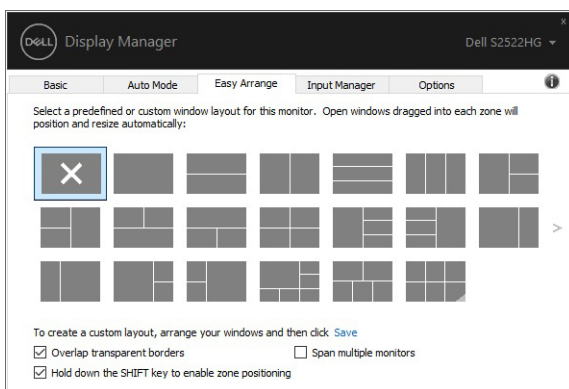 x
DELL Display Manager Dell S2522HG
Basic Auto Mode Easy Arrange Input Manager Options i
Select a predefined or custom window layout for this monitor. Open windows dragged into each zone will
position and resize automatically:
>
To create a custom layout, arrange your windows and then click Save
Overlap transparent borders Span multiple monitors
Hold down the SHIFT key to enable zone positioning